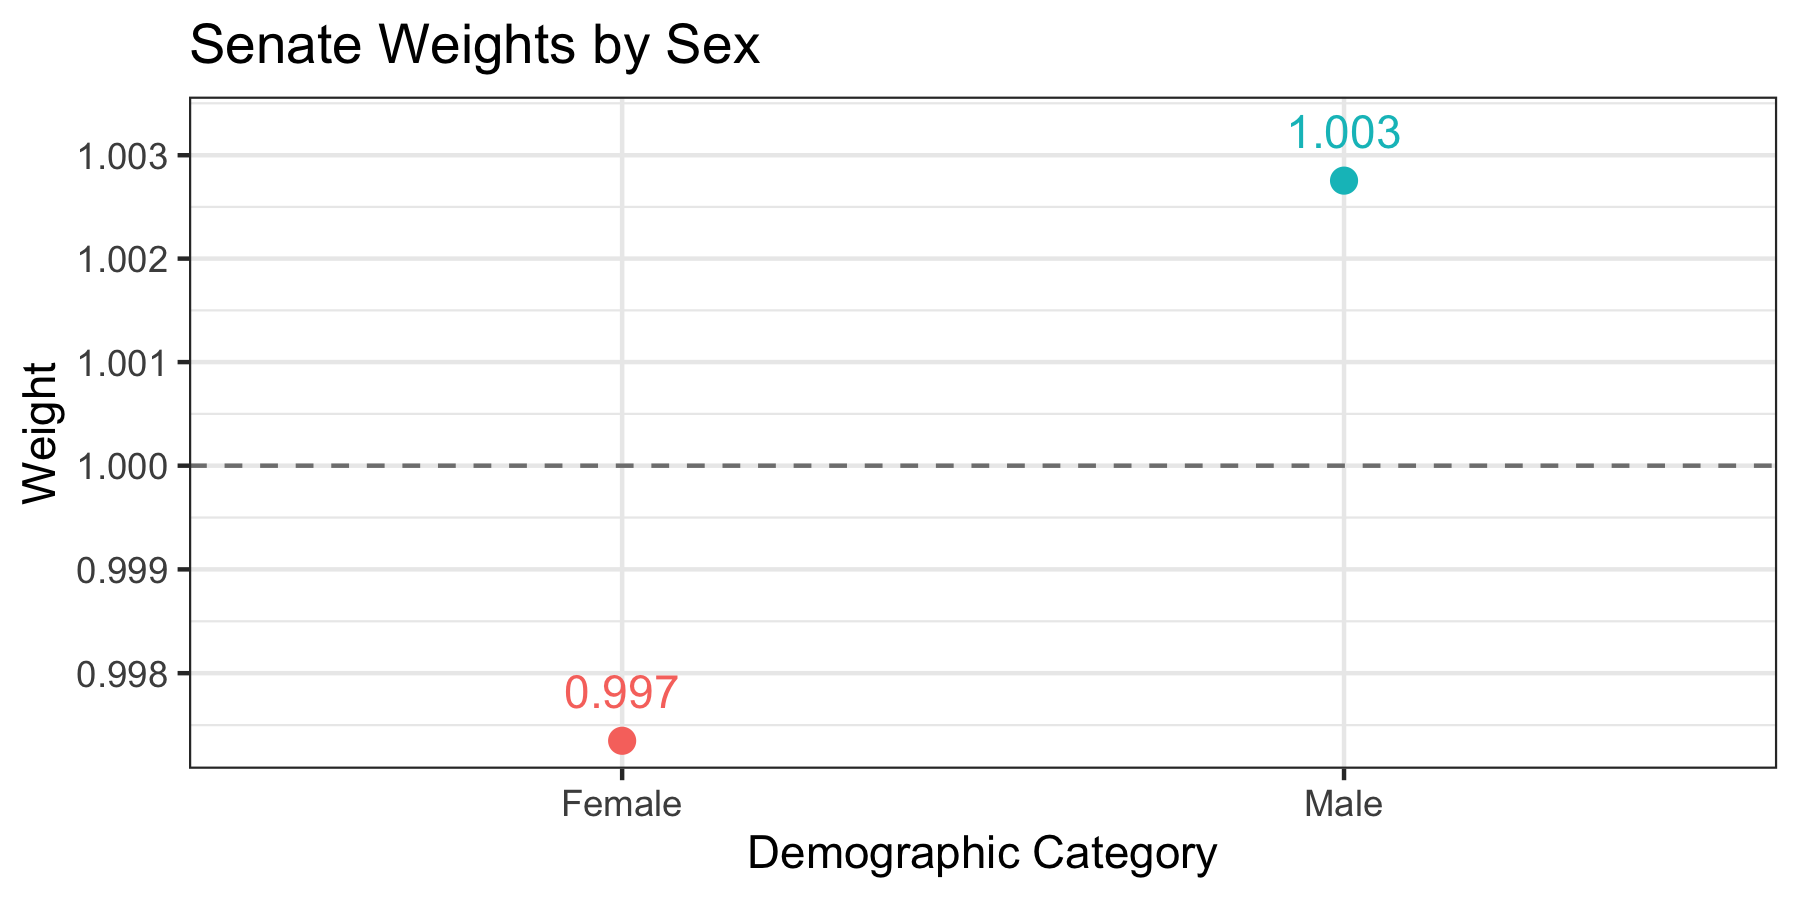 Senate Weights by Sex
1.003
1.003
1.002
1.001
Weight
1.000
0.999
0.998
0.997
Female
Male
Demographic Category